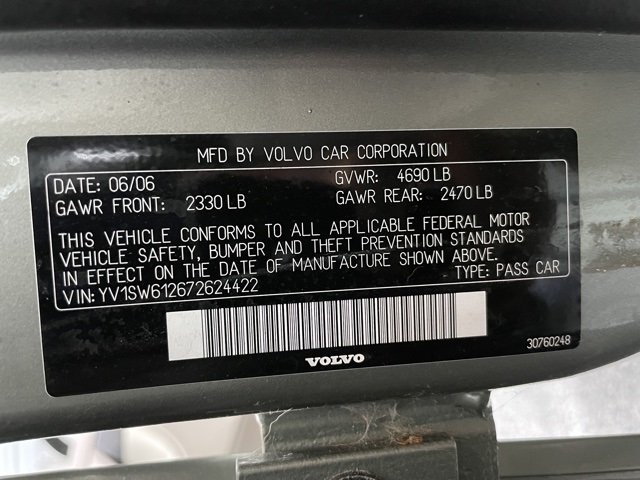 MFD BY VOLVO CAR CORPORATION
DATE: 06/06 GVWR: 4690 LB
GAWR FRONT: 2330 LB GAWR REAR: 2470 LB
THIS VEHICLE CONFORMS TO ALL APPLICABLE FEDERAL MOTOR
VEHICLE SAFETY, BUMPER AND THEFT PREVENTION STANDARDS
IN EFFECT ON THE DATE OF MANUFACTURE SHOWN ABOVE.
VIN: YV1SW612672624422 TYPE: PASS CAR
VOLVO 30760248